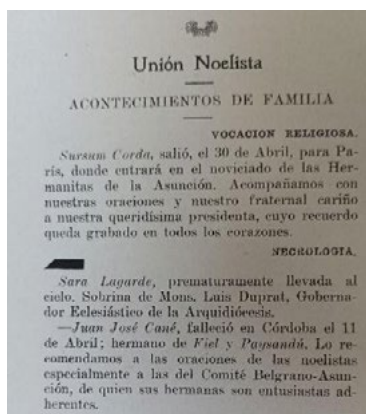 Unión Noelista
ACONTECIMIENTOS DE FAMILIA
VOCACION RELIGIOSA.
Sursum Corda, salió, el 30 de Abril, para Pa-
rís, donde entrará en el noviciado de las Her-
manitas de la Asunción. Acompañamos con
nuestras oraciones y nuestro fraternal cariño
a nuestra queridísima presidenta, cuyo recuerdo
queda grabado en todos los corazones.
NECROLOGIA.
Sara Lagarde, prematuramente llevada al
cielo. Sobrina de Mons. Luis Duprat, Goberna-
dor Eclesiástico de la Arquidiócesis.
—Juan José Cané, falleció en Córdoba el 11
de Abril; hermano de Fiel y Paysandú. Lo re-
comendamos a las oraciones de las noelistas
especialmente a las del Comité Belgrano-Asun-
ción, de quien sus hermanas son entusiastas ad-
herentes.